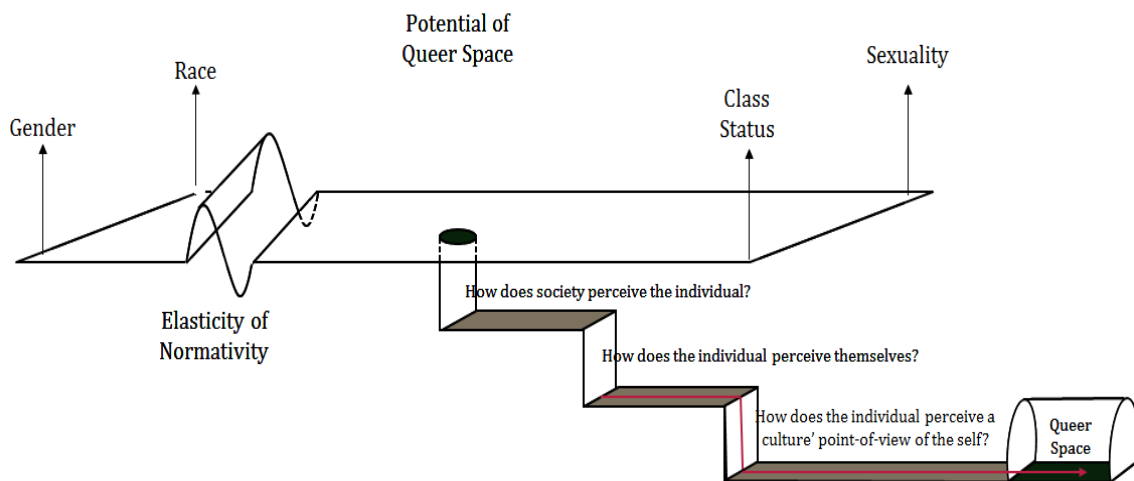 Potential of
Queer Space
Sexuality
Race
Class
Status
Gender
How does society perceive the individual?
Elasticity of
Normativity
How does the individual perceive themselves?
How does the individual perceive a
culture' point-of-view of the self?
Queer
Space